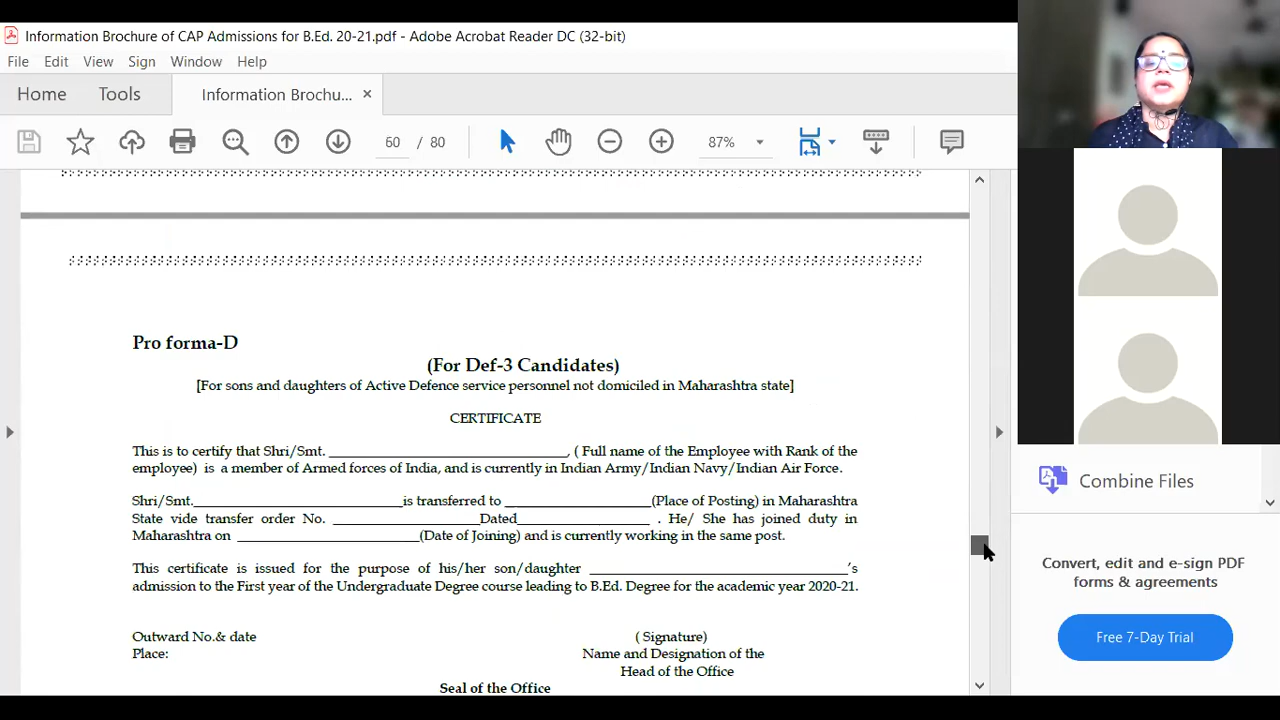 Information Brochure of CAP Admissions for B.Ed. 20-21.pdf - Adobe Acrobat Reader DC (32-bit)
File Edit View Sign Window Help
Home Tools Information Brochu... ×
60 / 80 87%
Pro forma-D
(For Def-3 Candidates)
[For sons and daughters of Active Defence service personnel not domiciled in Maharashtra state]
CERTIFICATE
This is to certify that Shri/Smt. ______________________________, ( Full name of the Employee with Rank of the
employee) is a member of Armed forces of India, and is currently in Indian Army/Indian Navy/Indian Air Force.
Shri/Smt.__________________________is transferred to __________________(Place of Posting) in Maharashtra
State vide transfer order No. __________________Dated_________________ . He/ She has joined duty in
Maharashtra on _______________________(Date of Joining) and is currently working in the same post.
This certificate is issued for the purpose of his/her son/daughter ________________________________'s
admission to the First year of the Undergraduate Degree course leading to B.Ed. Degree for the academic year 2020-21.
Outward No.& date ( Signature)
Place: Name and Designation of the
Head of the Office
Seal of the Office
Combine Files
Convert, edit and e-sign PDF
forms & agreements
Free 7-Day Trial